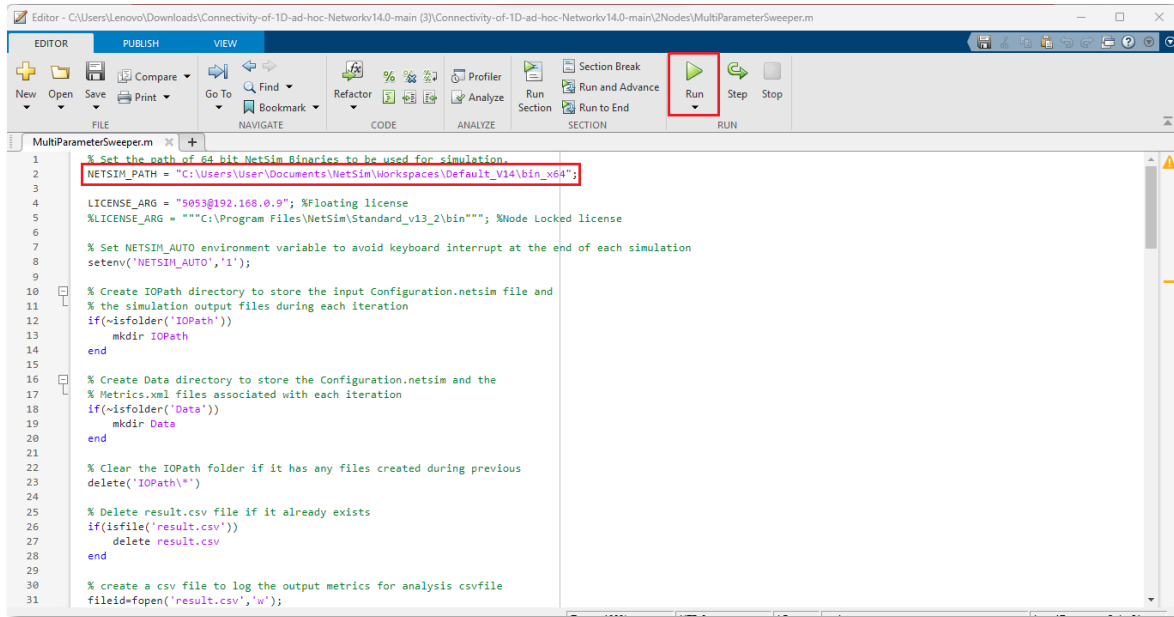 Editor - C:\Users\Lenovo\Downloads\Connectivity-of-1D-ad-hoc-Networkv14.0-main (3)\Connectivity-of-1D-ad-hoc-Networkv14.0-main\2Nodes\MultiParameterSweeper.m
EDITOR PUBLISH VIEW
New Open Save Compare Print
Go To Find Bookmark
Refactor
Profiler Analyze
Run Section
Section Break Run and Advance Run to End
Run Step Stop
FILE NAVIGATE CODE ANALYZE SECTION RUN
MultiParameterSweeper.m
1 % Set the path of 64 bit NetSim Binaries to be used for simulation.
2 NETSIM_PATH = "C:\Users\User\Documents\NetSim\Workspaces\Default_V14\bin_x64";
3
4 LICENSE_ARG = "5053@192.168.0.9"; %Floating license
5 %LICENSE_ARG = """C:\Program Files\NetSim\Standard_v13_2\bin"""; %Node Locked license
6
7 % Set NETSIM_AUTO environment variable to avoid keyboard interrupt at the end of each simulation
8 setenv('NETSIM_AUTO','1');
9
10 % Create IOPath directory to store the input Configuration.netsim file and
11 % the simulation output files during each iteration
12 if(~isfolder('IOPath'))
13 mkdir IOPath
14 end
15
16 % Create Data directory to store the Configuration.netsim and the
17 % Metrics.xml files associated with each iteration
18 if(~isfolder('Data'))
19 mkdir Data
20 end
21
22 % Clear the IOPath folder if it has any files created during previous
23 delete('IOPath\*')
24
25 % Delete result.csv file if it already exists
26 if(isfile('result.csv'))
27 delete result.csv
28 end
29
30 % create a csv file to log the output metrics for analysis csvfile
31 fileid=fopen('result.csv','w');